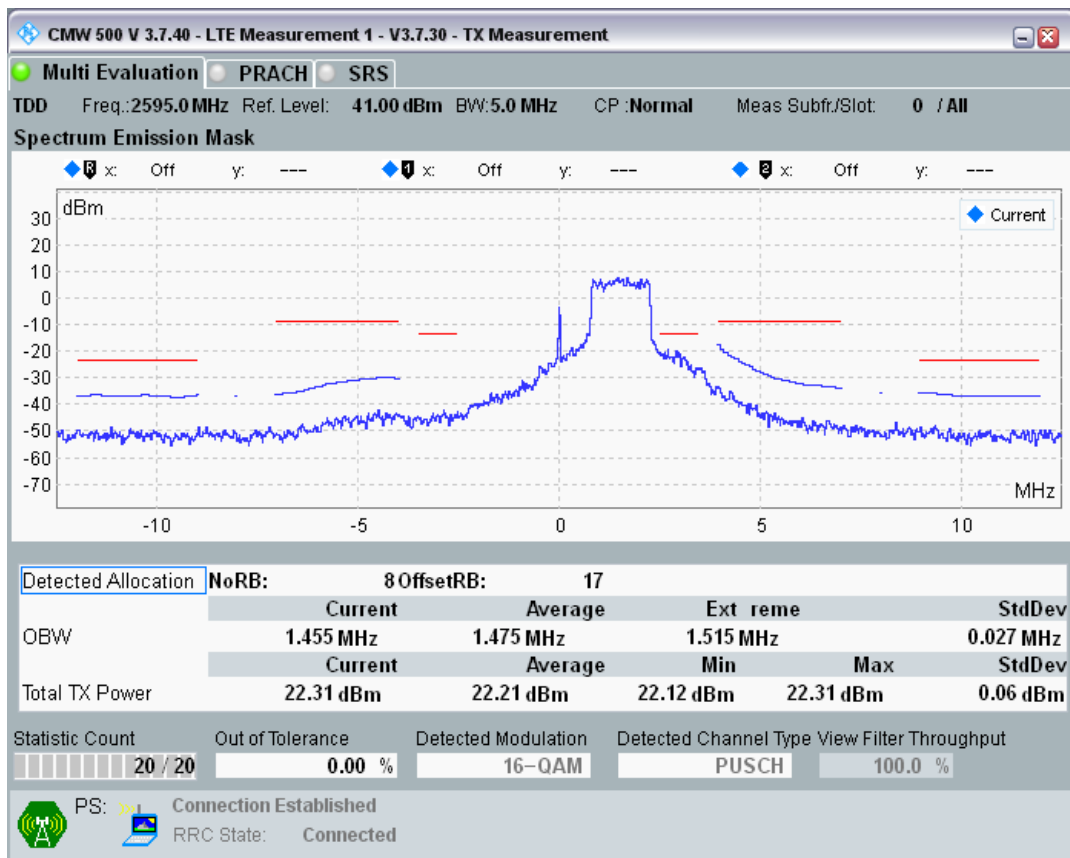 CMW 500 V 3.7.40 - LTE Measurement 1 - V3.7.30 - TX Measurement
Multi Evaluation PRACH SRS
TDD Freq.:2595.0 MHz Ref. Level: 41.00 dBm BW:5.0 MHz CP :Normal Meas Subfr./Slot: 0 / All
Spectrum Emission Mask
R x: Off y: --- 1 x: Off y: --- 2 x: Off y: ---
dBm
Current
30
20
10
0
-10
-20
-30
-40
-50
-60
-70
MHz
-10 -5 0 5 10
Detected Allocation NoRB: 8 OffsetRB: 17
Current Average Ext reme StdDev
OBW 1.455 MHz 1.475 MHz 1.515 MHz 0.027 MHz
Current Average Min Max StdDev
Total TX Power 22.31 dBm 22.21 dBm 22.12 dBm 22.31 dBm 0.06 dBm
Statistic Count Out of Tolerance Detected Modulation Detected Channel Type View Filter Throughput
20 / 20 0.00 % 16-QAM PUSCH 100.0 %
PS: Connection Established
RRC State: Connected